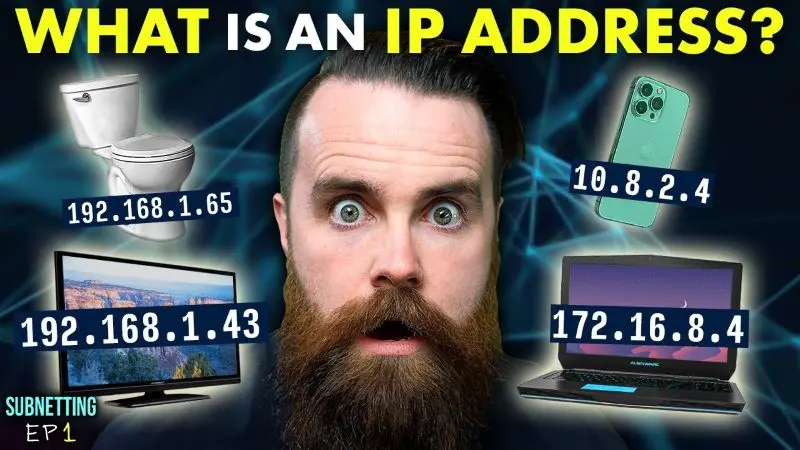 WHAT IS AN IP ADDRESS?
192.168.1.65
10.8.2.4
192.168.1.43
172.16.8.4
ALIENWARE
SUBNETTING
EP 1